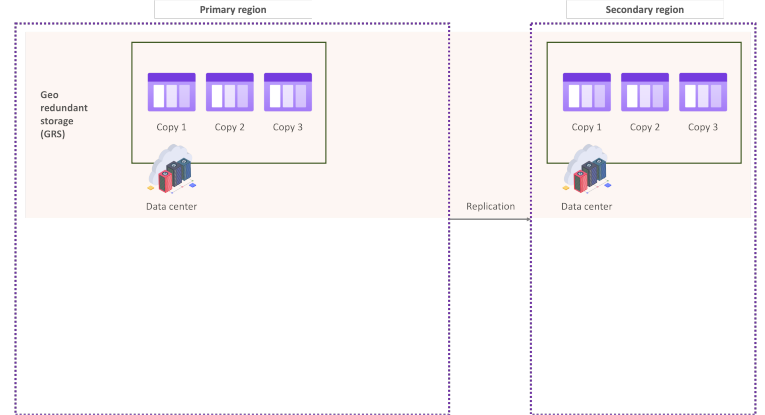 Primary region
Secondary region
Geo
redundant
storage
(GRS)
Copy 1
Copy 2
Copy 3
Data center
Replication
Copy 1
Copy 2
Copy 3
Data center